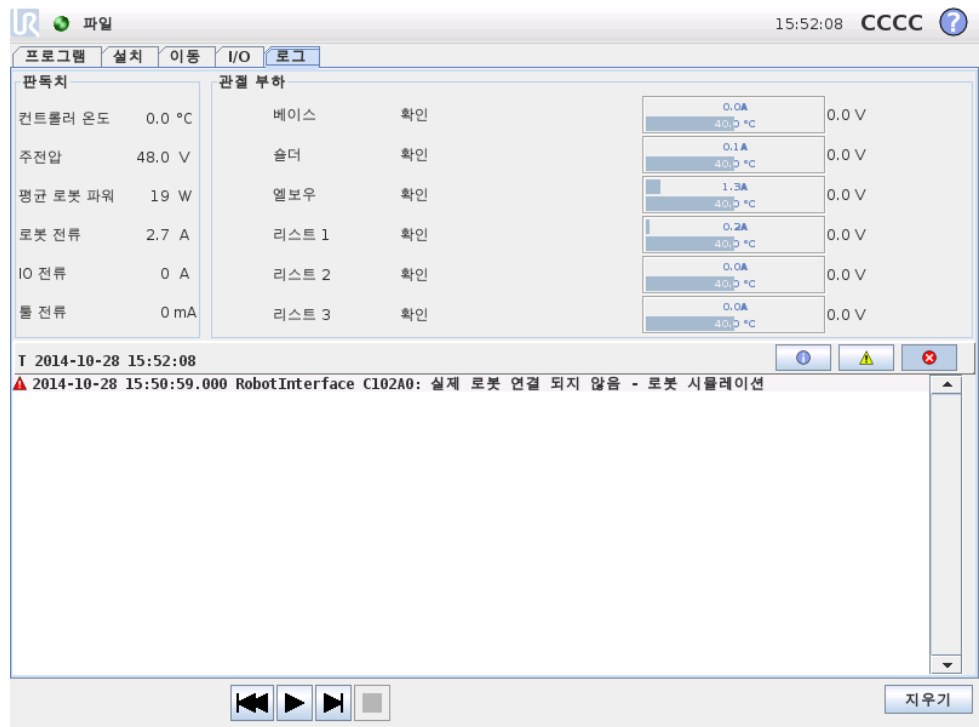 UR 파일 15:52:08 CCCC ?
프로그램 설치 이동 I/O 로그
판독치 관절 부하
컨트롤러 온도 0.0 °C
주전압 48.0 V
평균 로봇 파워 19 W
로봇 전류 2.7 A
IO 전류 0 A
툴 전류 0 mA
베이스 확인 0.0A 40.0 °C 0.0 V
숄더 확인 0.1A 40.0 °C 0.0 V
엘보우 확인 1.3A 40.0 °C 0.0 V
리스트 1 확인 0.2A 40.0 °C 0.0 V
리스트 2 확인 0.0A 40.0 °C 0.0 V
리스트 3 확인 0.0A 40.0 °C 0.0 V
T 2014-10-28 15:52:08
2014-10-28 15:50:59.000 RobotInterface C102A0: 실제 로봇 연결 되지 않음 - 로봇 시뮬레이션
지우기